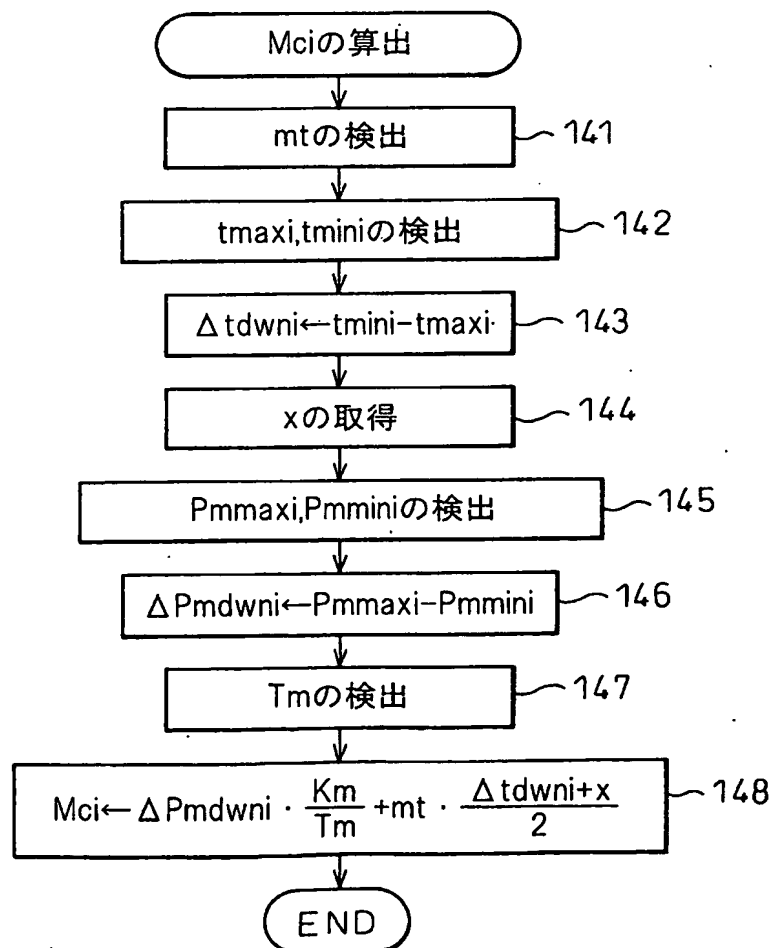 Mciの算出
mtの検出 141
tmaxi,tminiの検出 142
Δtdwni←tmini-tmaxi 143
xの取得 144
Pmmaxi,Pmminiの検出 145
ΔPmdwni←Pmmaxi-Pmmini 146
Tmの検出 147
Mci←ΔPmdwni・Km/Tm+mt・Δtdwni+x/2 148
END